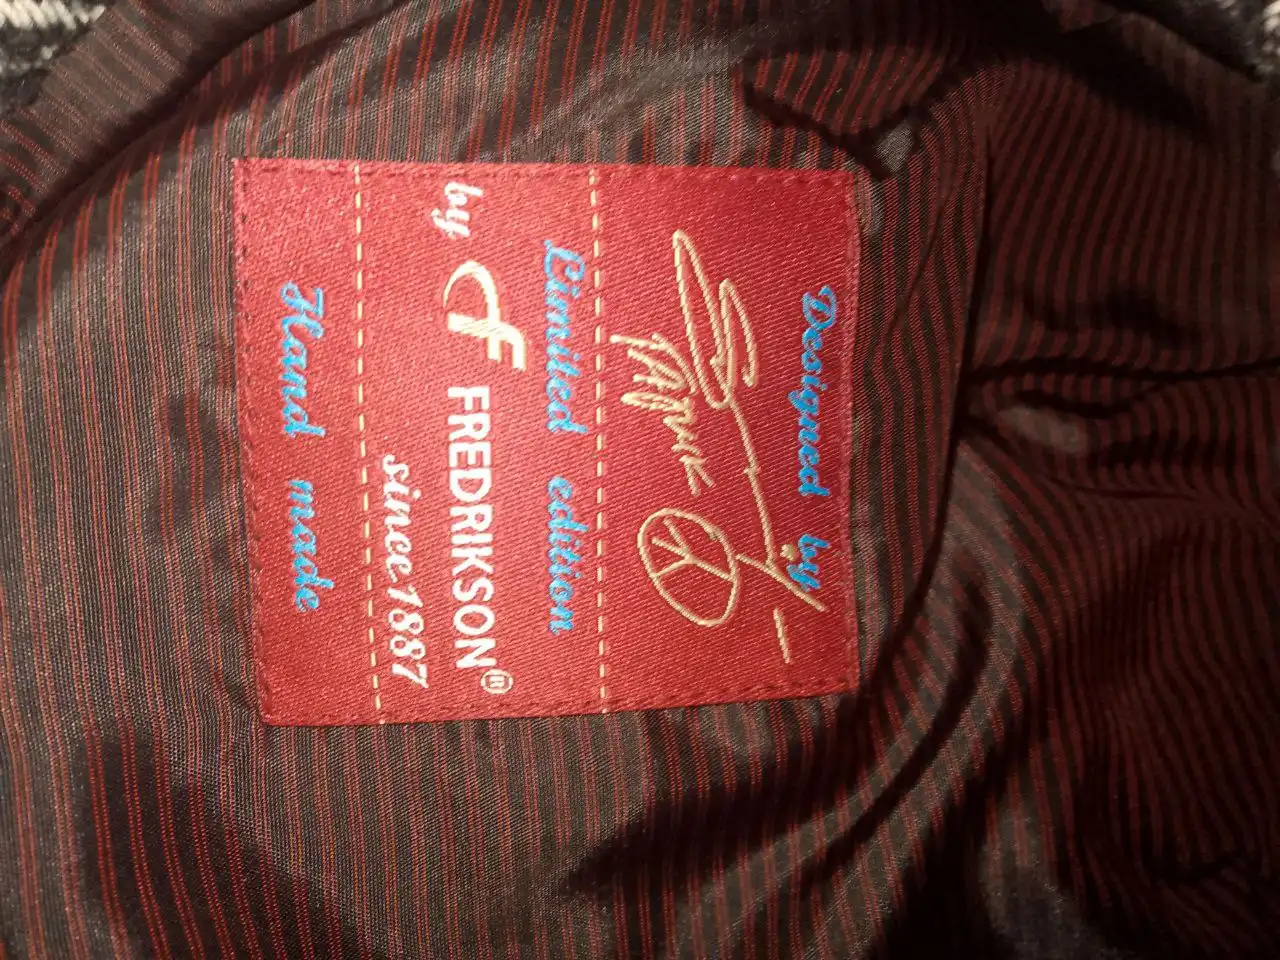 Designed by
Limited edition
by F FREDRIKSON®
since 1887
Hand made